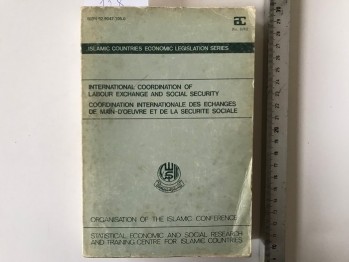 ISLAMIC COUNTRIES ECONOMIC LEGISLATION SERIES
INTERNATIONAL COORDINATION OF
LABOUR EXCHANGE AND SOCIAL SECURITY
COORDINATION INTERNATIONALE DES ECHANGES
DE MAIN-D'OEUVRE ET DE LA SECURITE SOCIALE
ORGANISATION OF THE ISLAMIC CONFERENCE
STATISTICAL, ECONOMIC AND SOCIAL RESEARCH
AND TRAINING CENTRE FOR ISLAMIC COUNTRIES